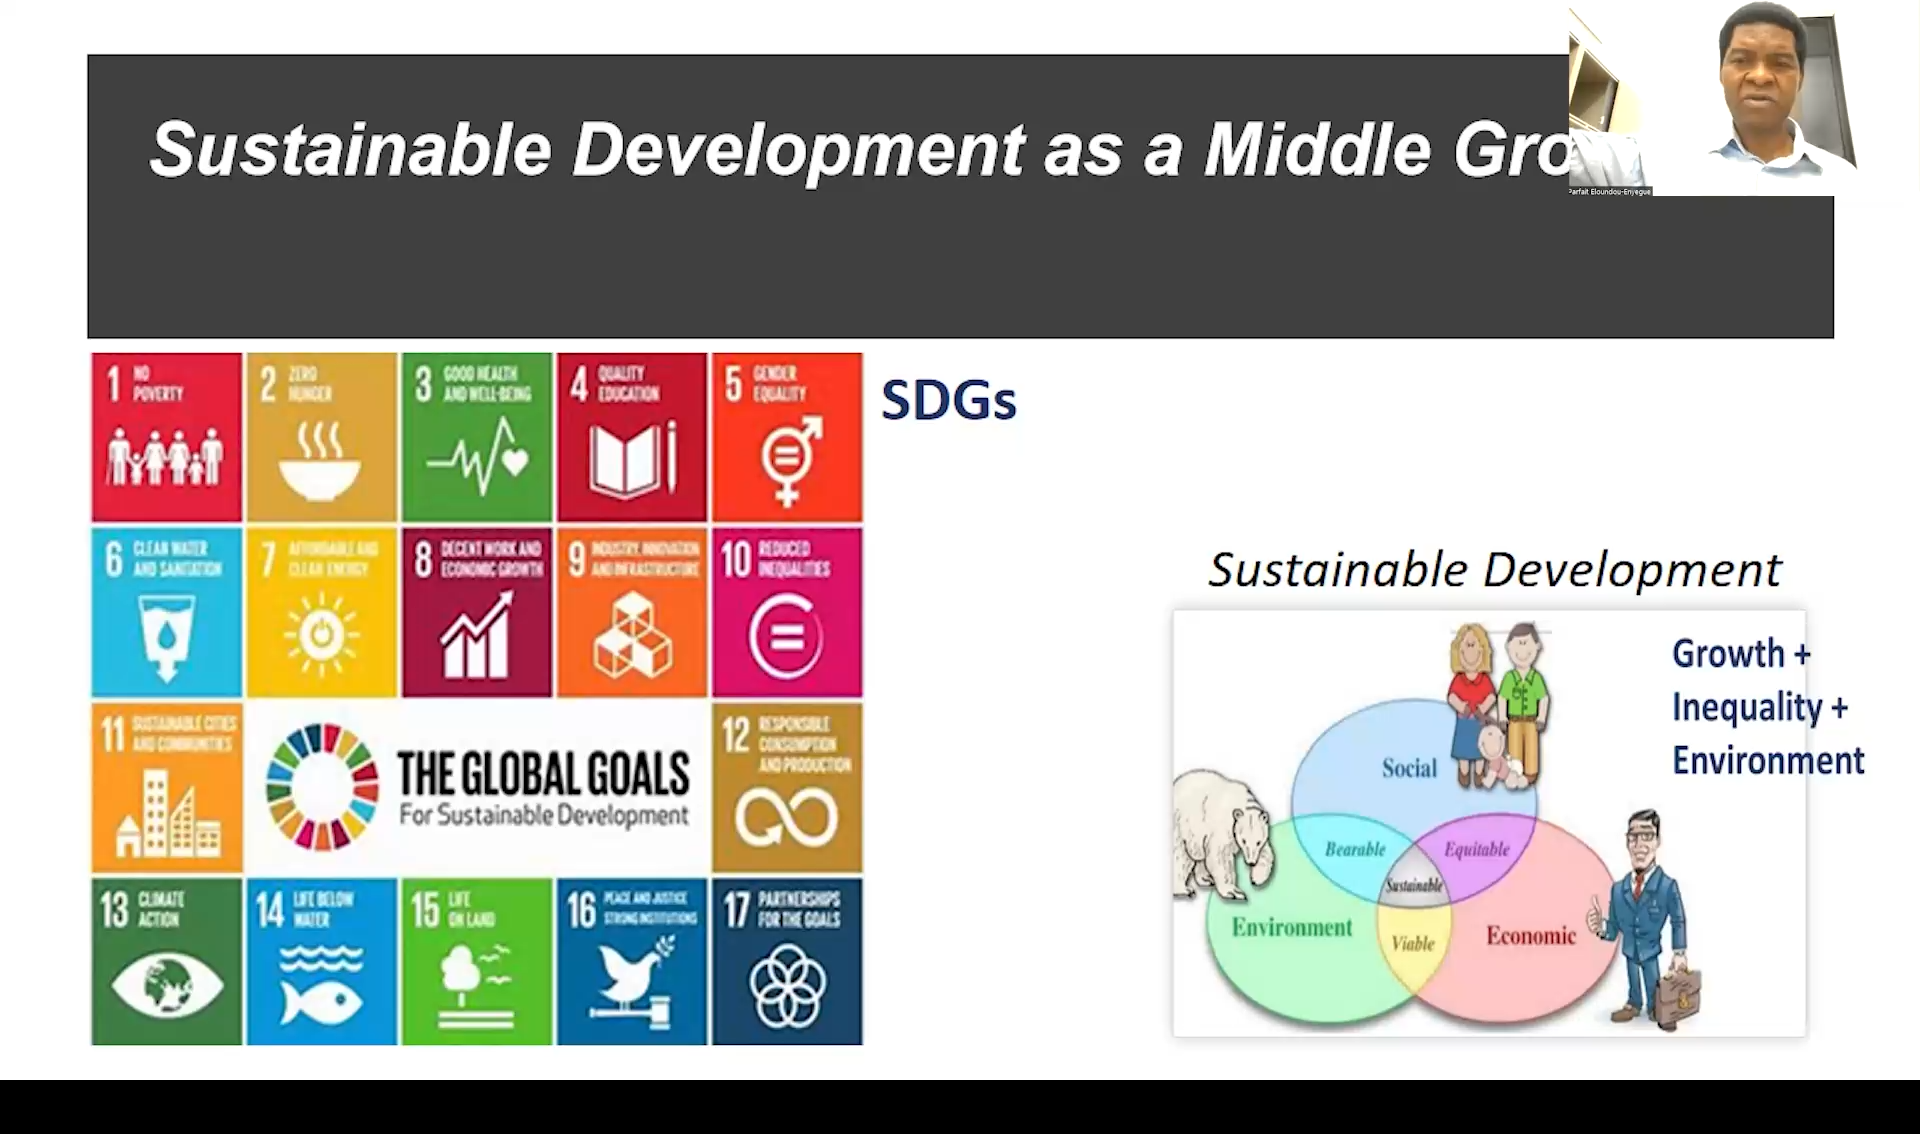 Sustainable Development as a Middle Gro
Parfait Eloundou-Enyegue
1 NO
POVERTY
2 ZERO
HUNGER
3 GOOD HEALTH
AND WELL-BEING
4 QUALITY
EDUCATION
5 GENDER
EQUALITY
SDGs
6 CLEAN WATER
AND SANITATION
7 AFFORDABLE AND
CLEAN ENERGY
8 DECENT WORK AND
ECONOMIC GROWTH
9 INDUSTRY, INNOVATION
AND INFRASTRUCTURE
10 REDUCED
INEQUALITIES
11 SUSTAINABLE CITIES
AND COMMUNITIES
THE GLOBAL GOALS
For Sustainable Development
12 RESPONSIBLE
CONSUMPTION
AND PRODUCTION
13 CLIMATE
ACTION
14 LIFE BELOW
WATER
15 LIFE
ON LAND
16 PEACE AND JUSTICE
STRONG INSTITUTIONS
17 PARTNERSHIPS
FOR THE GOALS
Sustainable Development
Growth +
Inequality +
Environment
Social
Bearable
Equitable
Sustainable
Environment
Viable
Economic